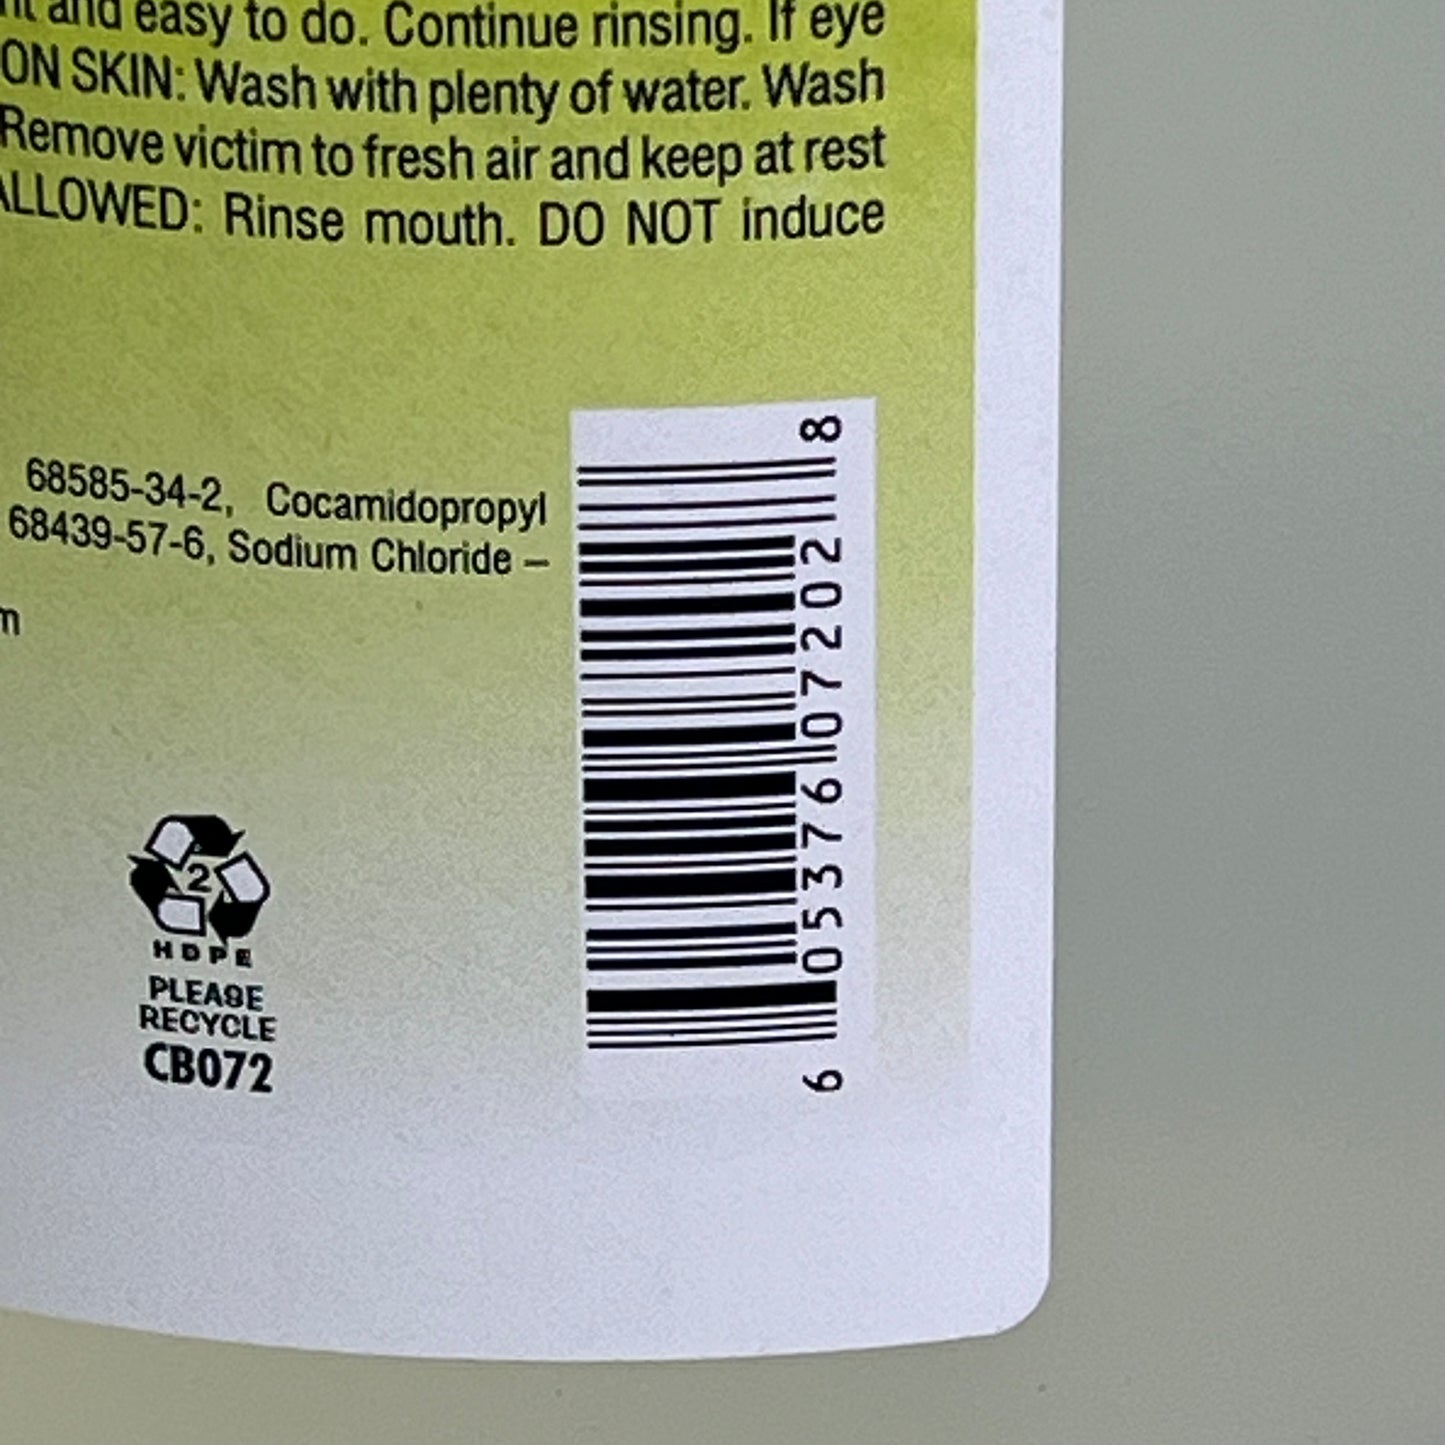 and easy to do. Continue rinsing. If eye
ON SKIN: Wash with plenty of water. Wash
Remove victim to fresh air and keep at rest
ALLOWED: Rinse mouth. DO NOT induce
68585-34-2, Cocamidopropyl
68439-57-6, Sodium Chloride –
m
2
HDPE
PLEASE
RECYCLE
CB072
6 05376 07202 8